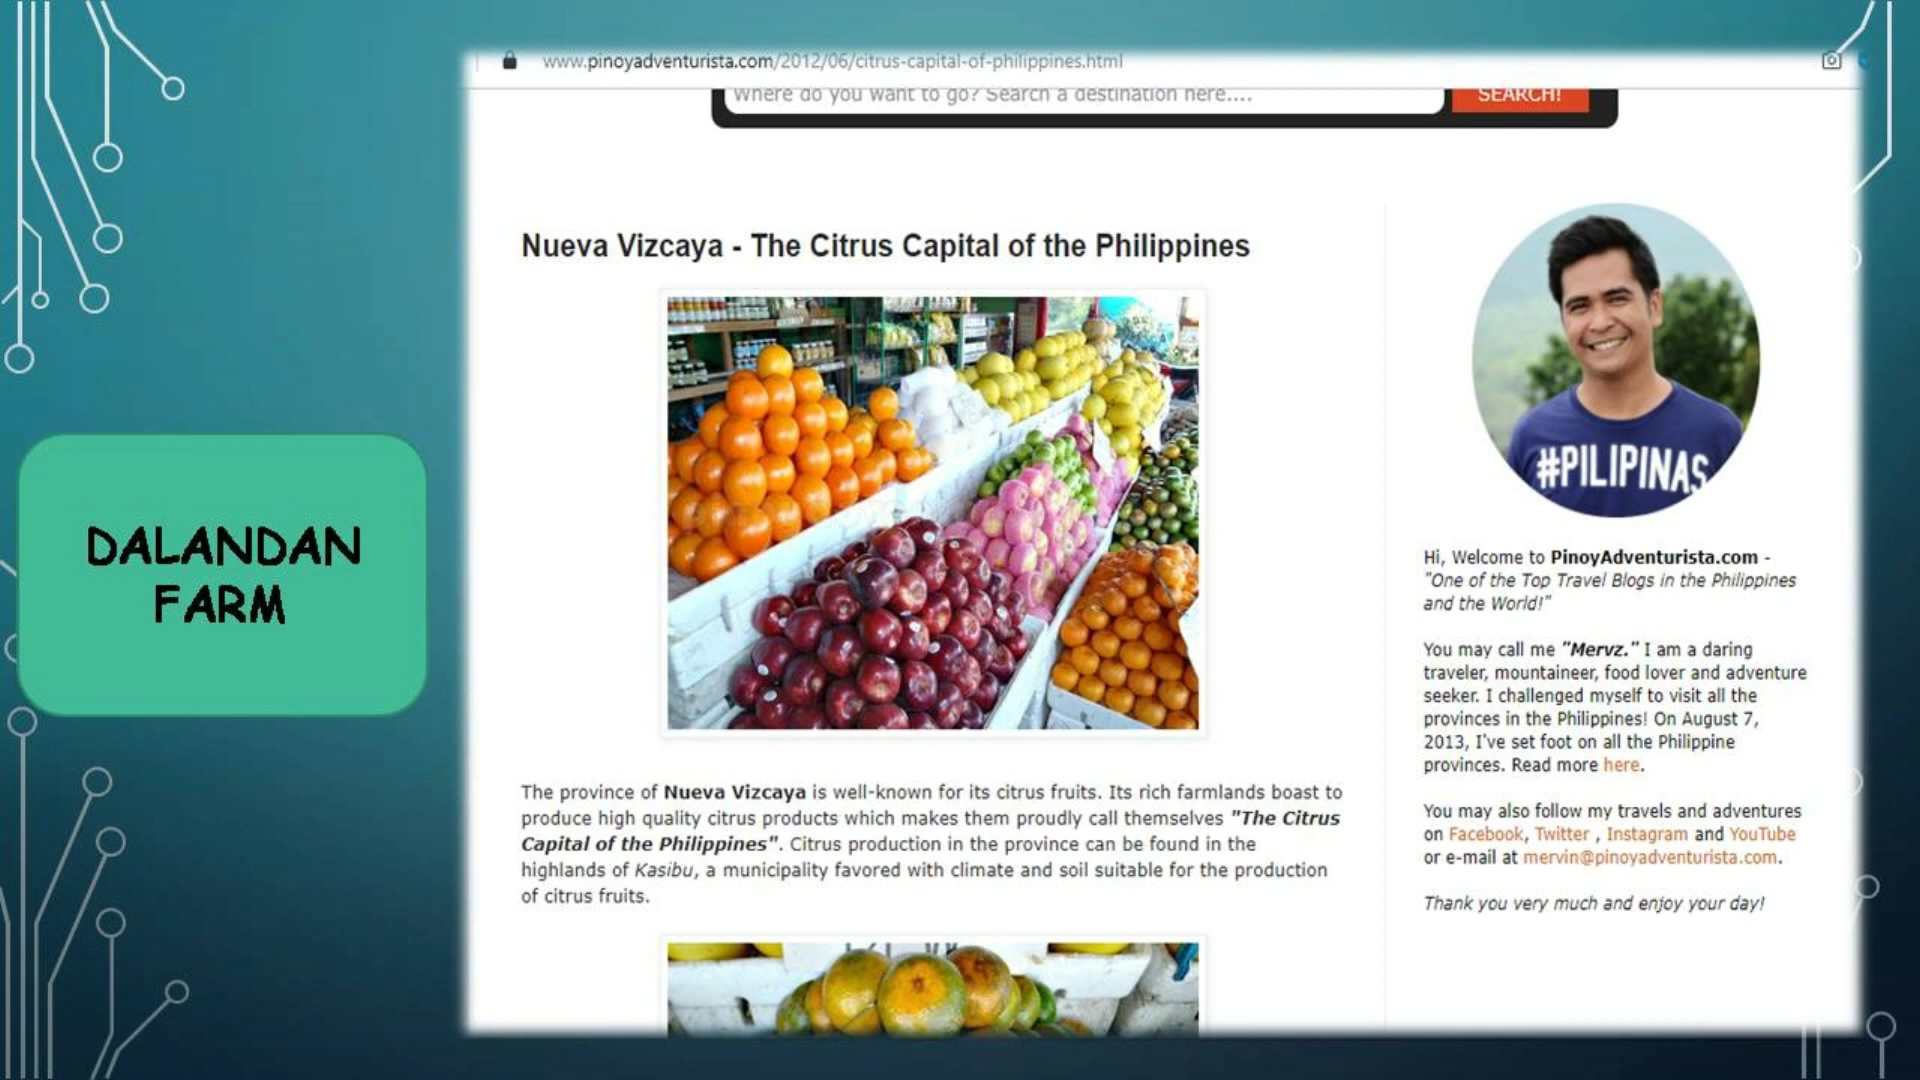 www.pinoyadventurista.com/2012/06/citrus-capital-of-philippines.html
Where do you want to go? Search a destination here....
SEARCH!
DALANDAN
FARM
Nueva Vizcaya - The Citrus Capital of the Philippines
The province of Nueva Vizcaya is well-known for its citrus fruits. Its rich farmlands boast to
produce high quality citrus products which makes them proudly call themselves "The Citrus
Capital of the Philippines". Citrus production in the province can be found in the
highlands of Kasibu, a municipality favored with climate and soil suitable for the production
of citrus fruits.
#PILIPINAS
Hi, Welcome to PinoyAdventurista.com -
"One of the Top Travel Blogs in the Philippines
and the World!"
You may call me "Mervz." I am a daring
traveler, mountaineer, food lover and adventure
seeker. I challenged myself to visit all the
provinces in the Philippines! On August 7,
2013, I've set foot on all the Philippine
provinces. Read more here.
You may also follow my travels and adventures
on Facebook, Twitter , Instagram and YouTube
or e-mail at mervin@pinoyadventurista.com.
Thank you very much and enjoy your day!